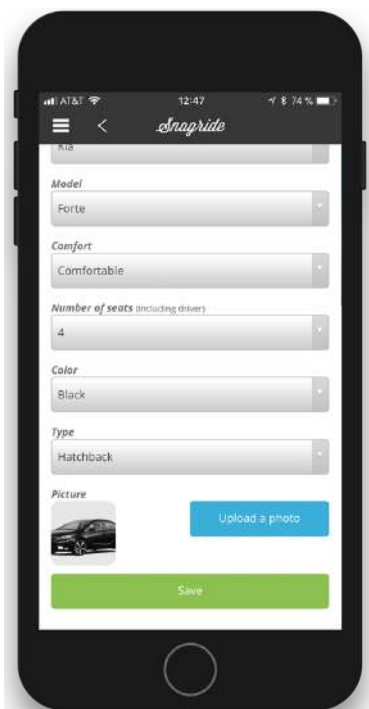 AT&T 12:47 74 %
Snagride
Kia
Model
Forte
Comfort
Comfortable
Number of seats (including driver)
4
Color
Black
Type
Hatchback
Picture
Upload a photo
Save